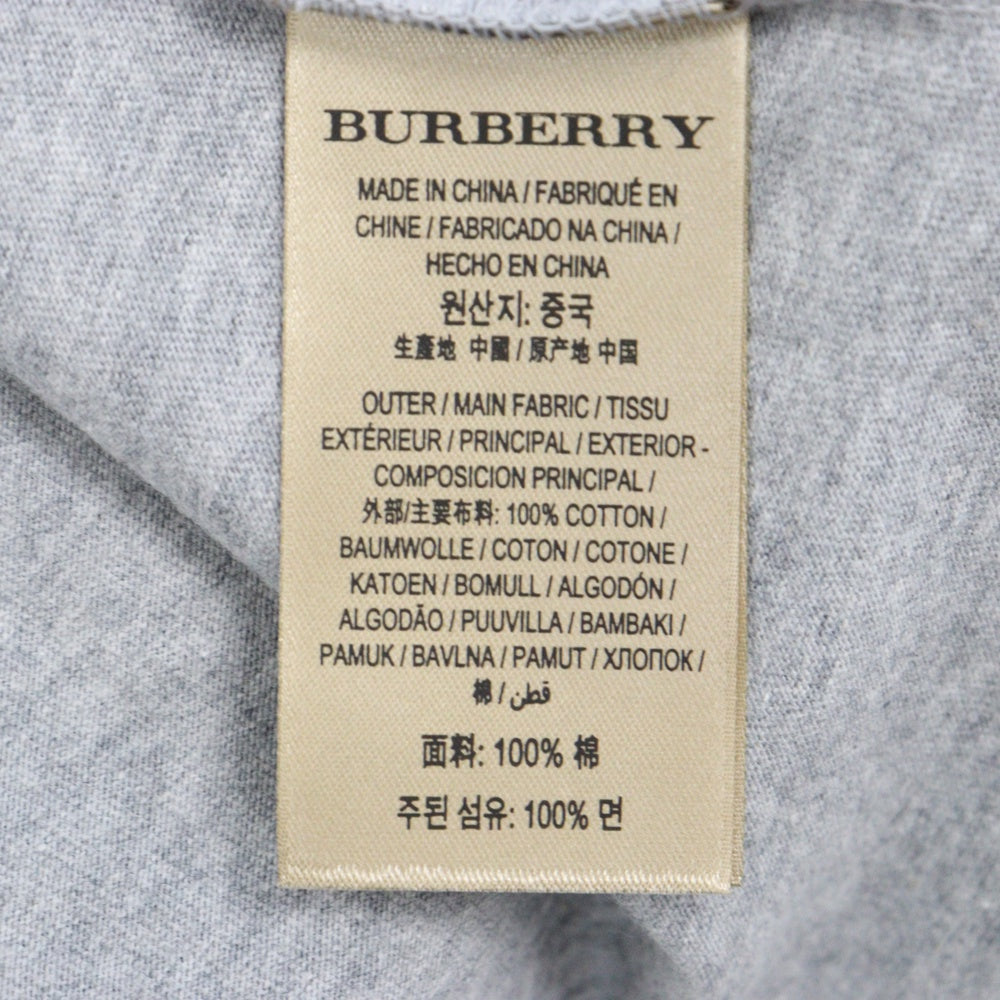 BURBERRY
MADE IN CHINA / FABRIQUÉ EN
CHINE / FABRICADO NA CHINA /
HECHO EN CHINA
원산지: 중국
生產地 中國 / 原产地 中国
OUTER / MAIN FABRIC / TISSU
EXTÉRIEUR / PRINCIPAL / EXTERIOR -
COMPOSICION PRINCIPAL /
外部/主要布料: 100% COTTON /
BAUMWOLLE / COTON / COTONE /
KATOEN / BOMULL / ALGODÓN /
ALGODÃO / PUUVILLA / BAMBAKI /
PAMUK / BAVLNA / PAMUT / ХЛОПОК /
棉 / قطن
面料: 100% 棉
주된 섬유: 100% 면